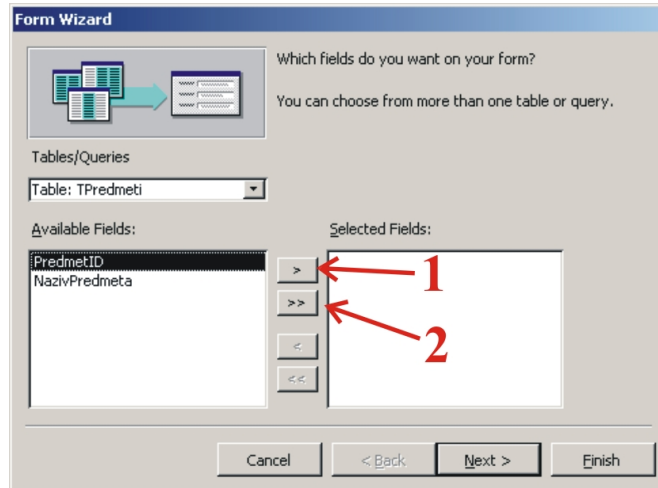 Form Wizard
Which fields do you want on your form?
You can choose from more than one table or query.
Tables/Queries
Table: TPredmeti
Available Fields:
Selected Fields:
PredmetID
NazivPredmeta
>
1
>>
2
<
<<
Cancel
< Back
Next >
Finish